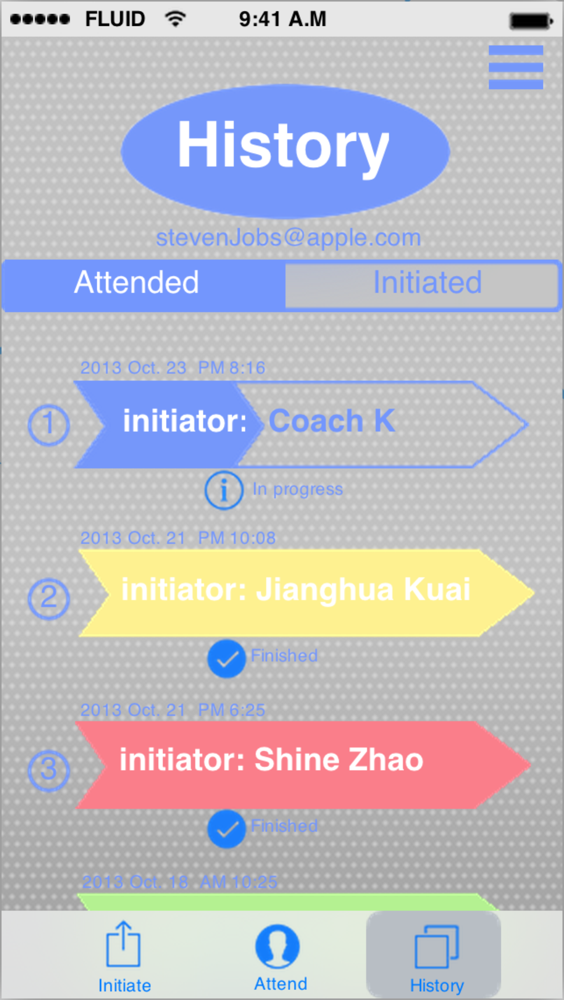 FLUID 9:41 A.M
History
stevenJobs@apple.com
Attended Initiated
2013 Oct. 23 PM 8:16
1 initiator: Coach K
i In progress
2013 Oct. 21 PM 10:08
2 initiator: Jianghua Kuai
Finished
2013 Oct. 21 PM 6:25
3 initiator: Shine Zhao
Finished
2013 Oct. 18 AM 10:25
Initiate Attend History